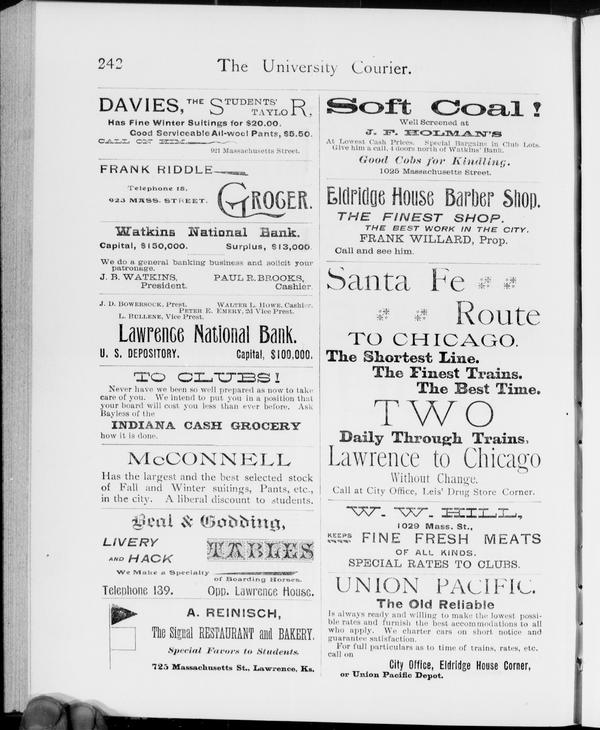 242
The University Courier.
DAVIES, THE STUDENTS' TAYLOR,
Has Fine Winter Suitings for $20.00.
Good Serviceable All-wool Pants, $5.50.
CALL ON HIM
921 Massachusetts Street.
FRANK RIDDLE
Telephone 18.
923 MASS. STREET.
GROCER.
Watkins National Bank.
Capital, $150,000. Surplus, $13,000.
We do a general banking business and solicit your
patronage.
J. B. WATKINS, PAUL R. BROOKS,
President. Cashier.
J. D. BOWERSOCK, Prest. WALTER L. HOWE, Cashier.
PETER E. EMERY, 2d Vice Prest.
L. BULLENE, Vice Prest.
Lawrence National Bank.
U. S. DEPOSITORY. Capital, $100,000.
TO CLUBS!
Never have we been so well prepared as now to take
care of you. We intend to put you in a position that
your board will cost you less than ever before. Ask
Bayless of the
INDIANA CASH GROCERY
how it is done.
McCONNELL
Has the largest and the best selected stock
of Fall and Winter suitings, Pants, etc.,
in the city. A liberal discount to students.
Beal & Godding,
LIVERY
AND HACK
STABLES
We Make a Specialty
of Boarding Horses.
Telephone 139. Opp. Lawrence House.
A. REINISCH,
The Signal RESTAURANT and BAKERY.
Special Favors to Students.
725 Massachusetts St., Lawrence, Ks.
Soft Coal!
Well Screened at
J. F. HOLMAN'S
At Lowest Cash Prices. Special Bargains in Club Lots.
Give him a call, 4 doors north of Watkins' Bank.
Good Cobs for Kindling.
1025 Massachusetts Street.
Eldridge House Barber Shop.
THE FINEST SHOP.
THE BEST WORK IN THE CITY.
FRANK WILLARD, Prop.
Call and see him.
Santa Fe
Route
TO CHICAGO.
The Shortest Line.
The Finest Trains.
The Best Time.
TWO
Daily Through Trains,
Lawrence to Chicago
Without Change.
Call at City Office, Leis' Drug Store Corner.
W. W. HILL,
1029 Mass. St.,
KEEPS FINE FRESH MEATS
OF ALL KINDS.
SPECIAL RATES TO CLUBS.
UNION PACIFIC.
The Old Reliable
Is always ready and willing to make the lowest possi-
ble rates and furnish the best accommodations to all
who apply. We charter cars on short notice and
guarantee satisfaction.
For full particulars as to time of trains, rates, etc.
call on
City Office, Eldridge House Corner,
or Union Pacific Depot.